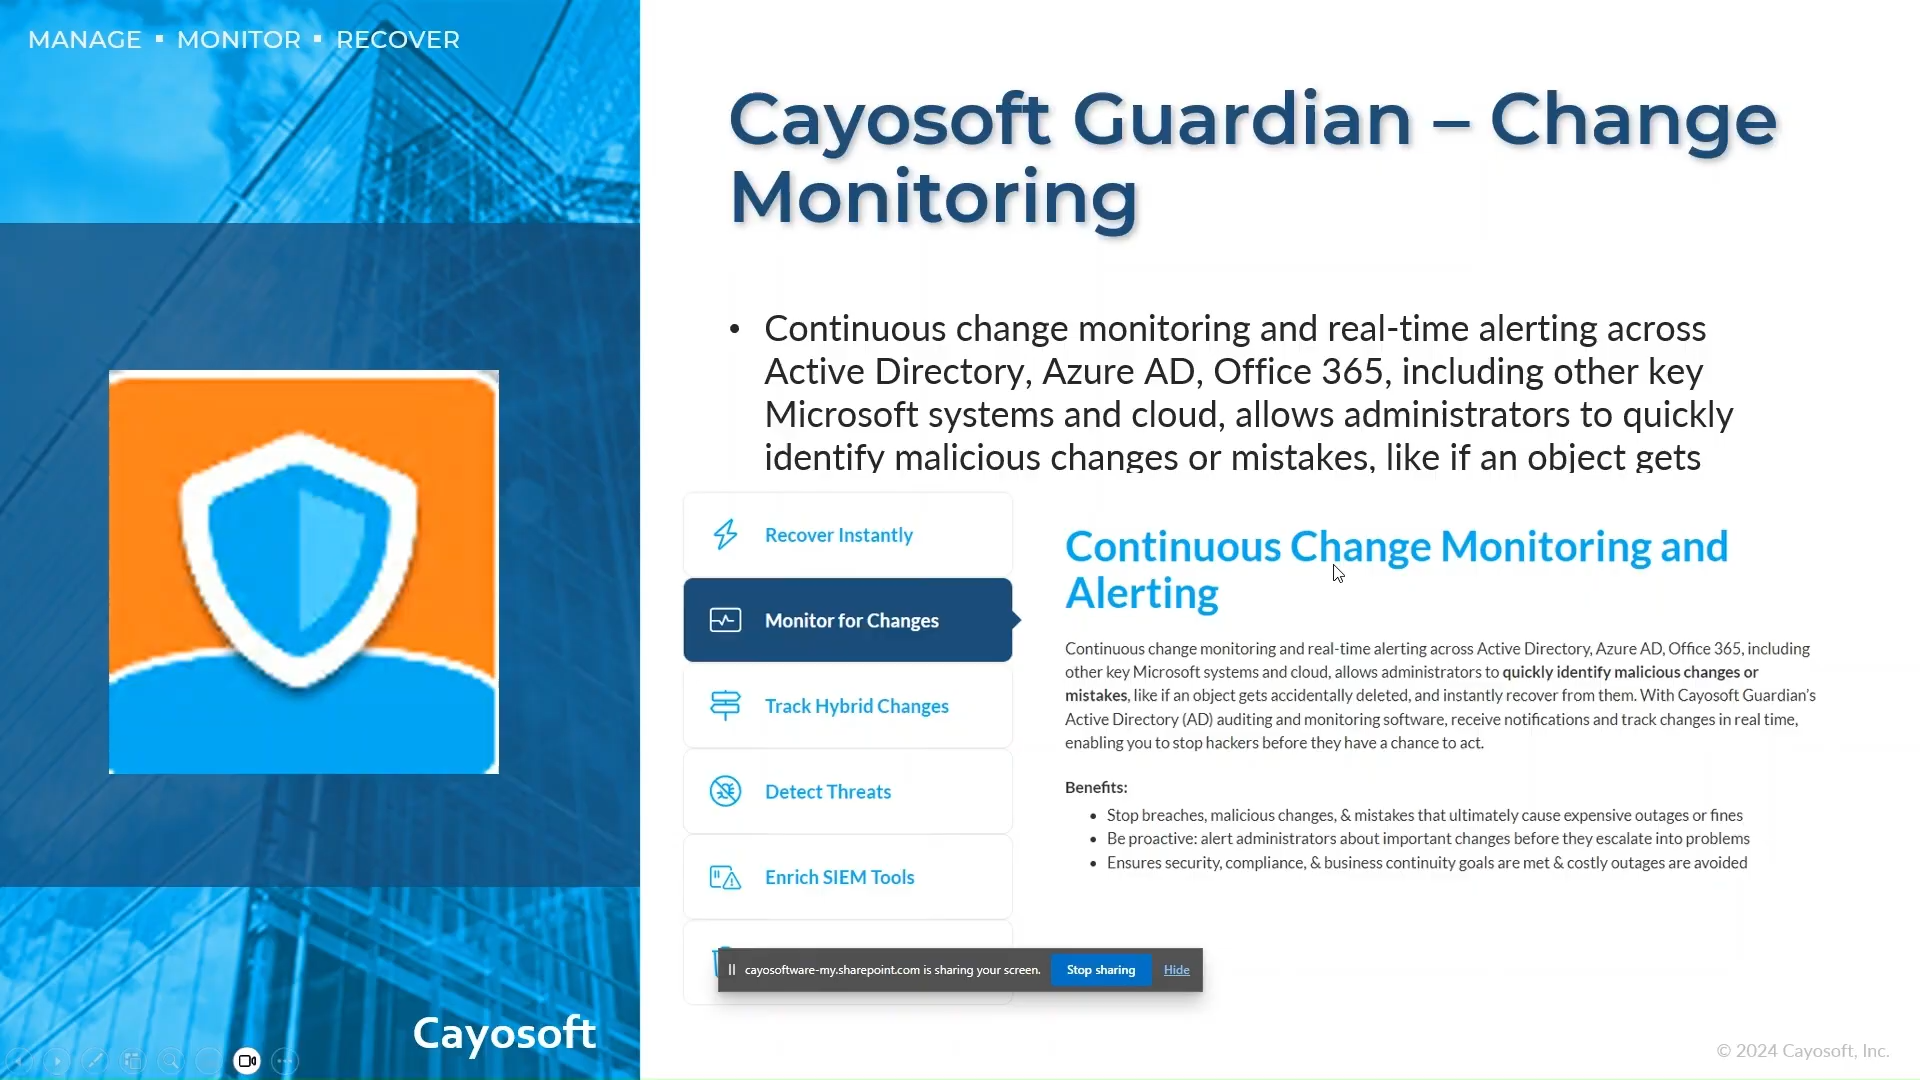 MANAGE ▪ MONITOR ▪ RECOVER
Cayosoft Guardian – Change
Monitoring
• Continuous change monitoring and real-time alerting across
Active Directory, Azure AD, Office 365, including other key
Microsoft systems and cloud, allows administrators to quickly
identify malicious changes or mistakes, like if an object gets
Recover Instantly
Monitor for Changes
Track Hybrid Changes
Detect Threats
Enrich SIEM Tools
Continuous Change Monitoring and
Alerting
Continuous change monitoring and real-time alerting across Active Directory, Azure AD, Office 365, including
other key Microsoft systems and cloud, allows administrators to quickly identify malicious changes or
mistakes, like if an object gets accidentally deleted, and instantly recover from them. With Cayosoft Guardian’s
Active Directory (AD) auditing and monitoring software, receive notifications and track changes in real time,
enabling you to stop hackers before they have a chance to act.
Benefits:
• Stop breaches, malicious changes, & mistakes that ultimately cause expensive outages or fines
• Be proactive: alert administrators about important changes before they escalate into problems
• Ensures security, compliance, & business continuity goals are met & costly outages are avoided
cayosoftware-my.sharepoint.com is sharing your screen. Stop sharing Hide
Cayosoft
© 2024 Cayosoft, Inc.